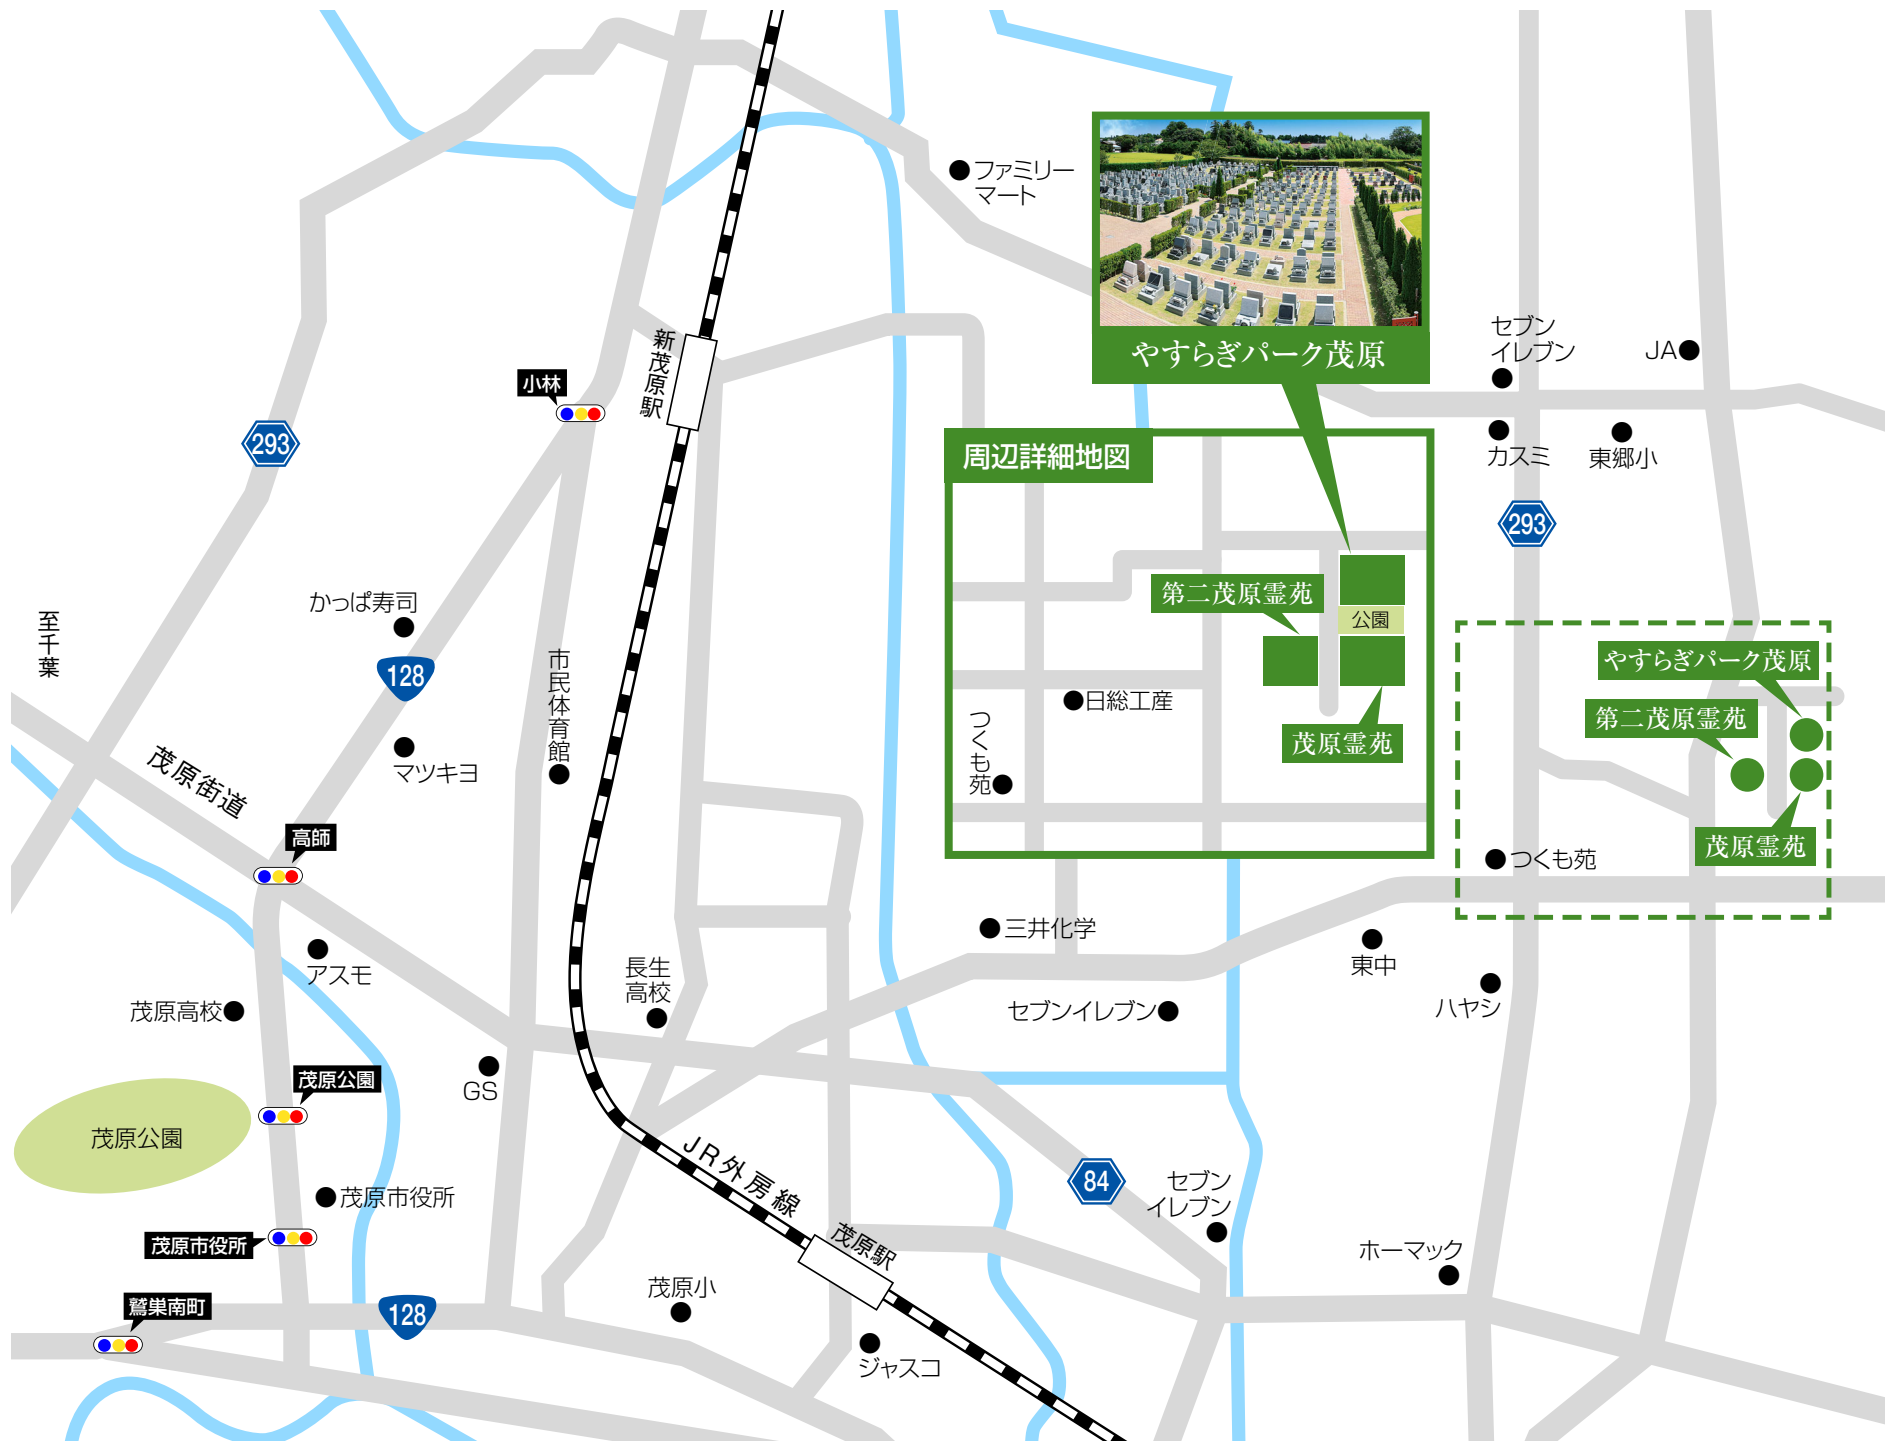 ファミリー
マート
やすらぎパーク茂原
セブン
イレブン
JA
新茂原駅
小林
293
周辺詳細地図
カスミ
東郷小
293
第二茂原霊苑
公園
かっぱ寿司
至千葉
128
市民体育館
日総工産
つくも苑
茂原霊苑
やすらぎパーク茂原
第二茂原霊苑
茂原霊苑
つくも苑
マツキヨ
茂原街道
高師
三井化学
東中
アスモ
長生
高校
茂原高校
セブンイレブン
ハヤシ
GS
茂原公園
茂原公園
JR外房線
84
セブン
イレブン
茂原市役所
茂原市役所
茂原駅
ホーマック
鷲巣南町
128
茂原小
ジャスコ